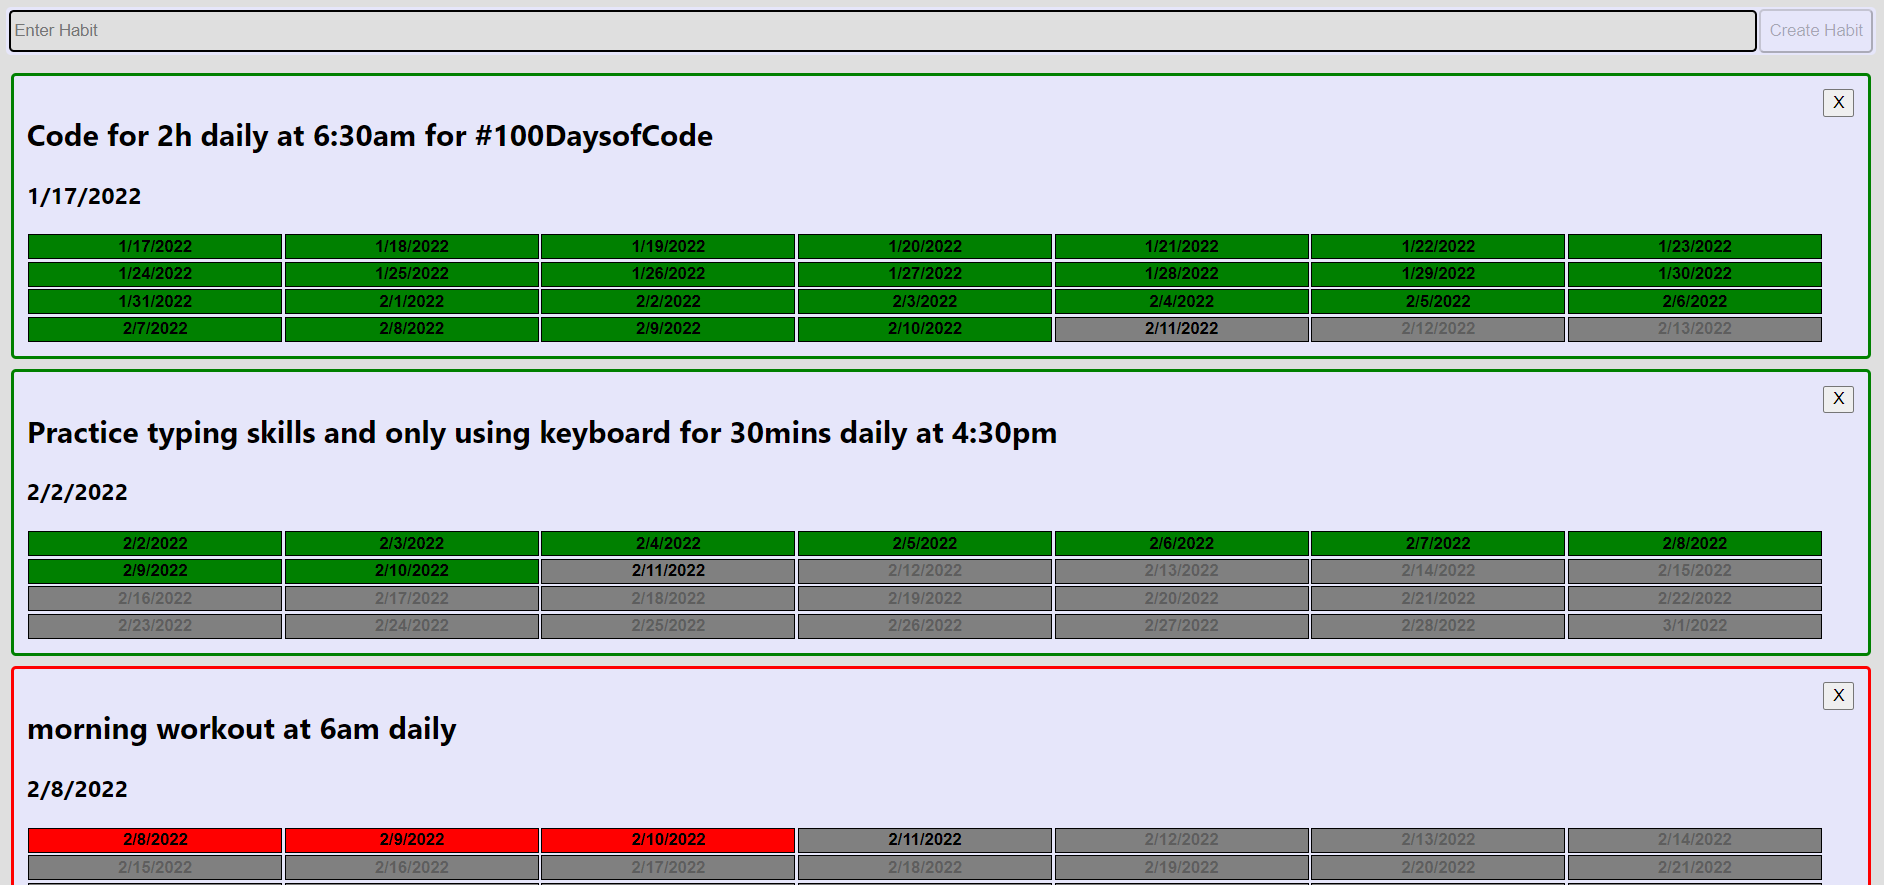 Enter Habit Create Habit
X
Code for 2h daily at 6:30am for #100DaysofCode
1/17/2022
1/17/2022 1/18/2022 1/19/2022 1/20/2022 1/21/2022 1/22/2022 1/23/2022
1/24/2022 1/25/2022 1/26/2022 1/27/2022 1/28/2022 1/29/2022 1/30/2022
1/31/2022 2/1/2022 2/2/2022 2/3/2022 2/4/2022 2/5/2022 2/6/2022
2/7/2022 2/8/2022 2/9/2022 2/10/2022 2/11/2022 2/12/2022 2/13/2022
X
Practice typing skills and only using keyboard for 30mins daily at 4:30pm
2/2/2022
2/2/2022 2/3/2022 2/4/2022 2/5/2022 2/6/2022 2/7/2022 2/8/2022
2/9/2022 2/10/2022 2/11/2022 2/12/2022 2/13/2022 2/14/2022 2/15/2022
2/16/2022 2/17/2022 2/18/2022 2/19/2022 2/20/2022 2/21/2022 2/22/2022
2/23/2022 2/24/2022 2/25/2022 2/26/2022 2/27/2022 2/28/2022 3/1/2022
X
morning workout at 6am daily
2/8/2022
2/8/2022 2/9/2022 2/10/2022 2/11/2022 2/12/2022 2/13/2022 2/14/2022
2/15/2022 2/16/2022 2/17/2022 2/18/2022 2/19/2022 2/20/2022 2/21/2022